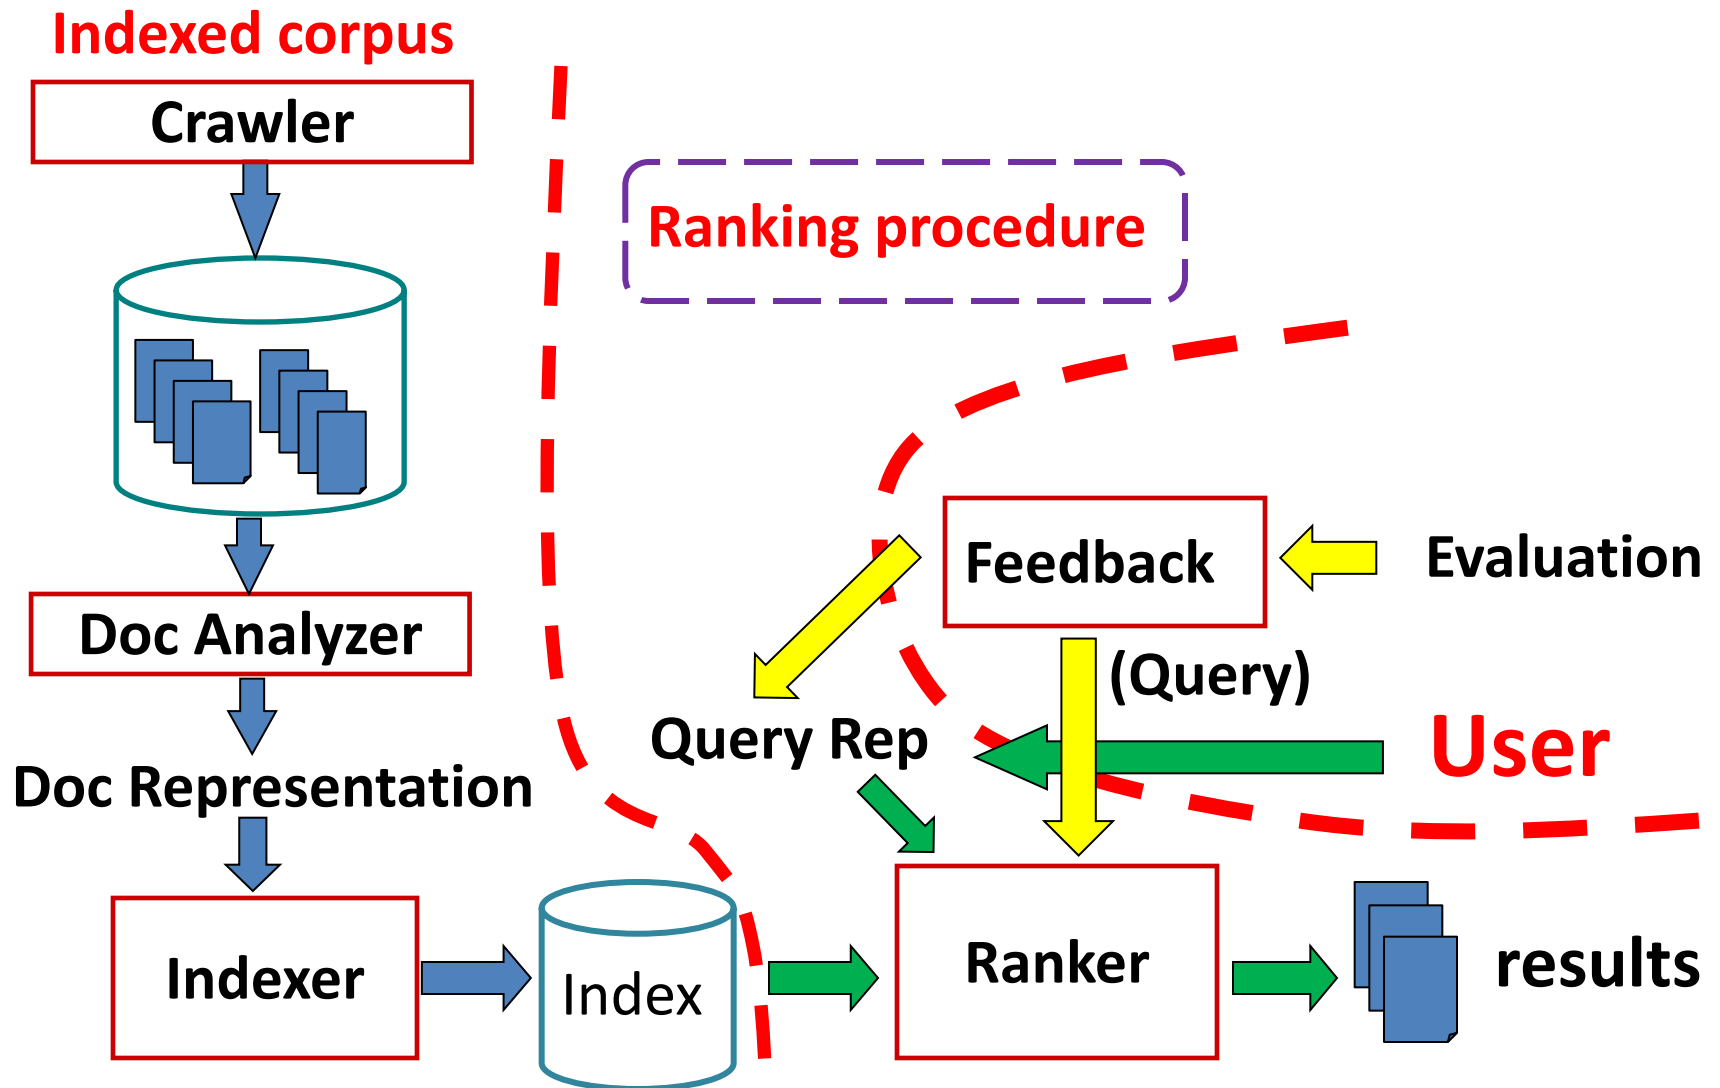 Indexed corpus
Crawler
Ranking procedure
Feedback
Evaluation
Doc Analyzer
(Query)
Query Rep
User
Doc Representation
Indexer
Index
Ranker
results